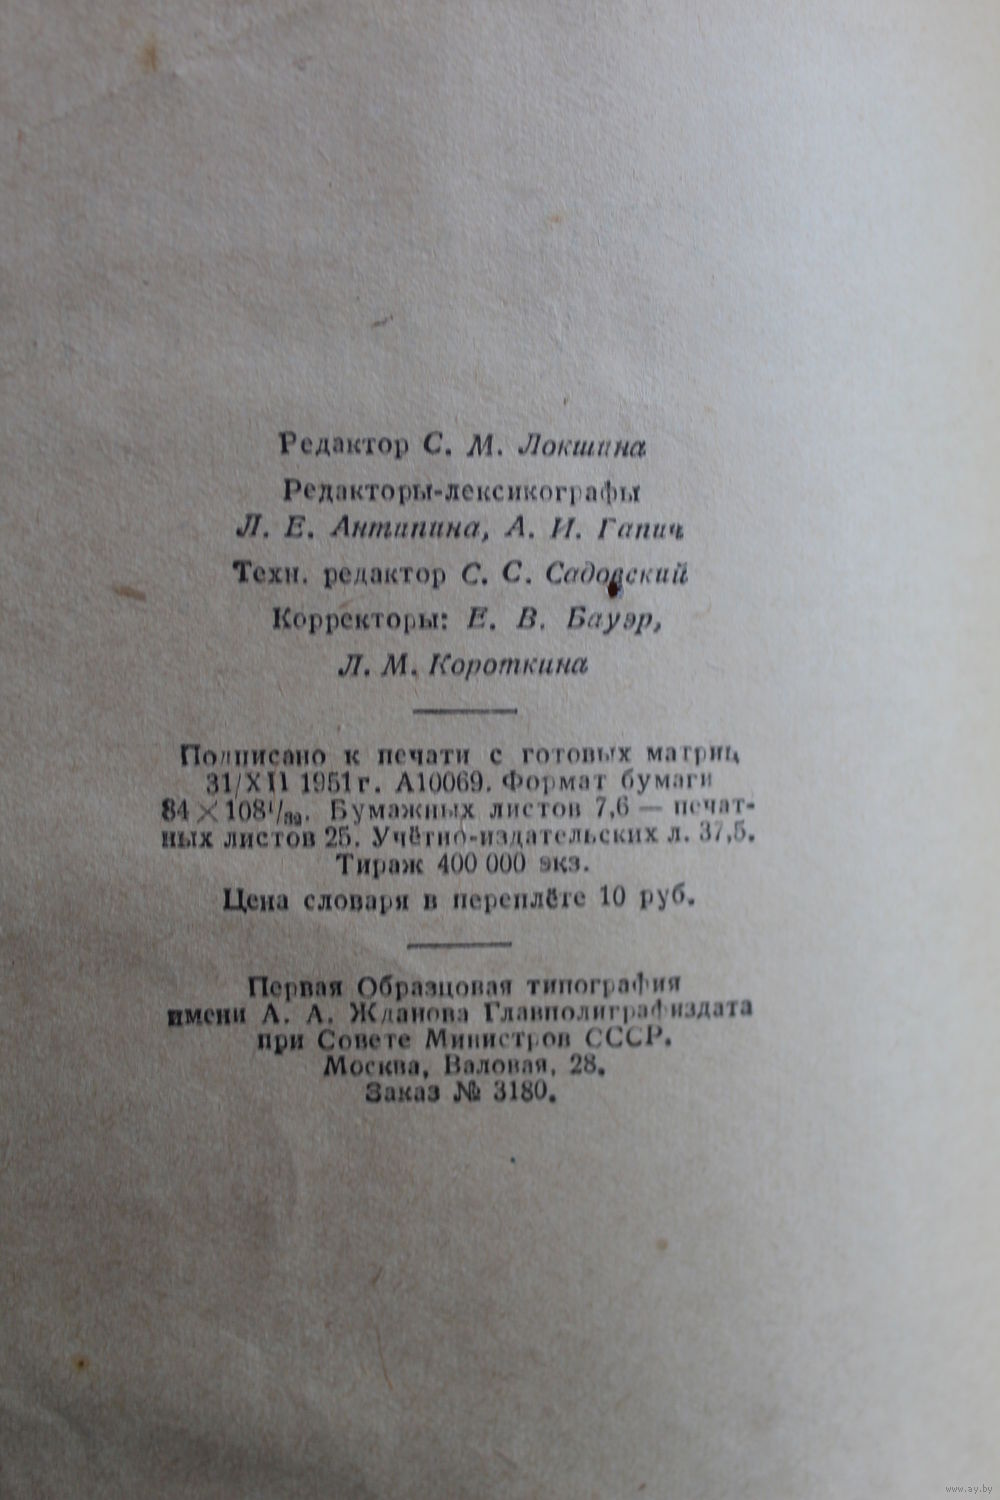 Редактор С. М. Локшина
Редакторы-лексикографы
Л. Е. Антипина, А. И. Гапич
Техн. редактор С. С. Садовский
Корректоры: Е. В. Бауэр,
Л. М. Короткина
Подписано к печати с готовых матриц
31/XII 1951 г. А10069. Формат бумаги
84 × 108¹/₃₂. Бумажных листов 7,6 — печат-
ных листов 25. Учётно-издательских л. 37,5.
Тираж 400 000 экз.
Цена словаря в переплёте 10 руб.
Первая Образцовая типография
имени А. А. Жданова Главполиграфиздата
при Совете Министров СССР.
Москва, Валовая, 28.
Заказ № 3180.
www.ay.by